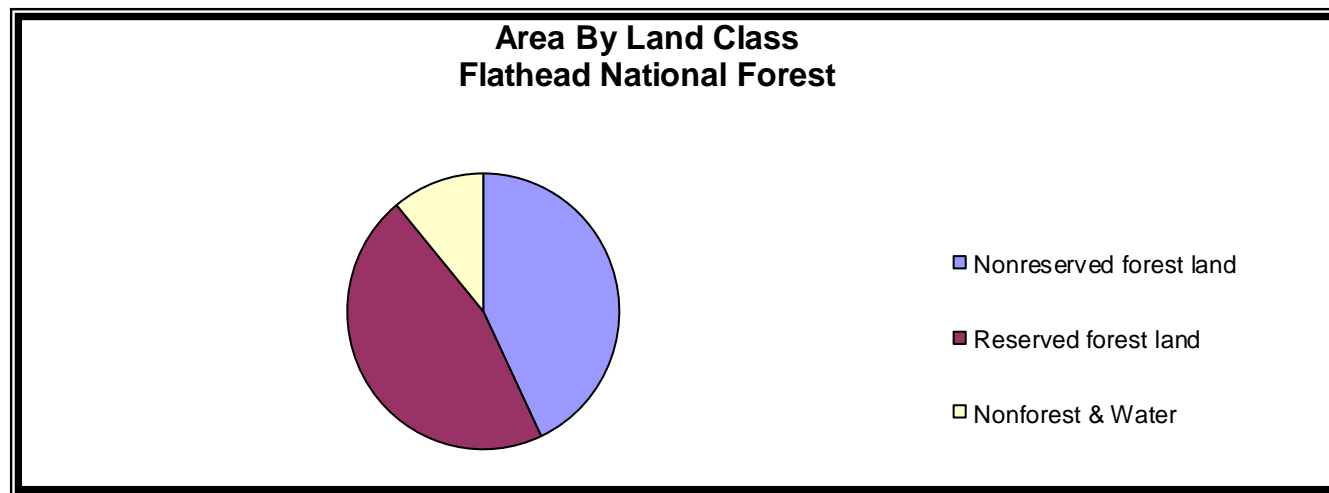 Area By Land Class
Flathead National Forest
Nonreserved forest land
Reserved forest land
Nonforest & Water